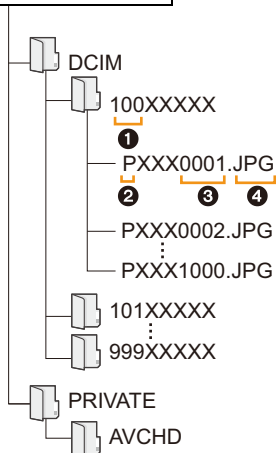 DCIM
100XXXXX
❶
PXXX0001.JPG
❷ ❸ ❹
PXXX0002.JPG
PXXX1000.JPG
101XXXXX
999XXXXX
PRIVATE
AVCHD